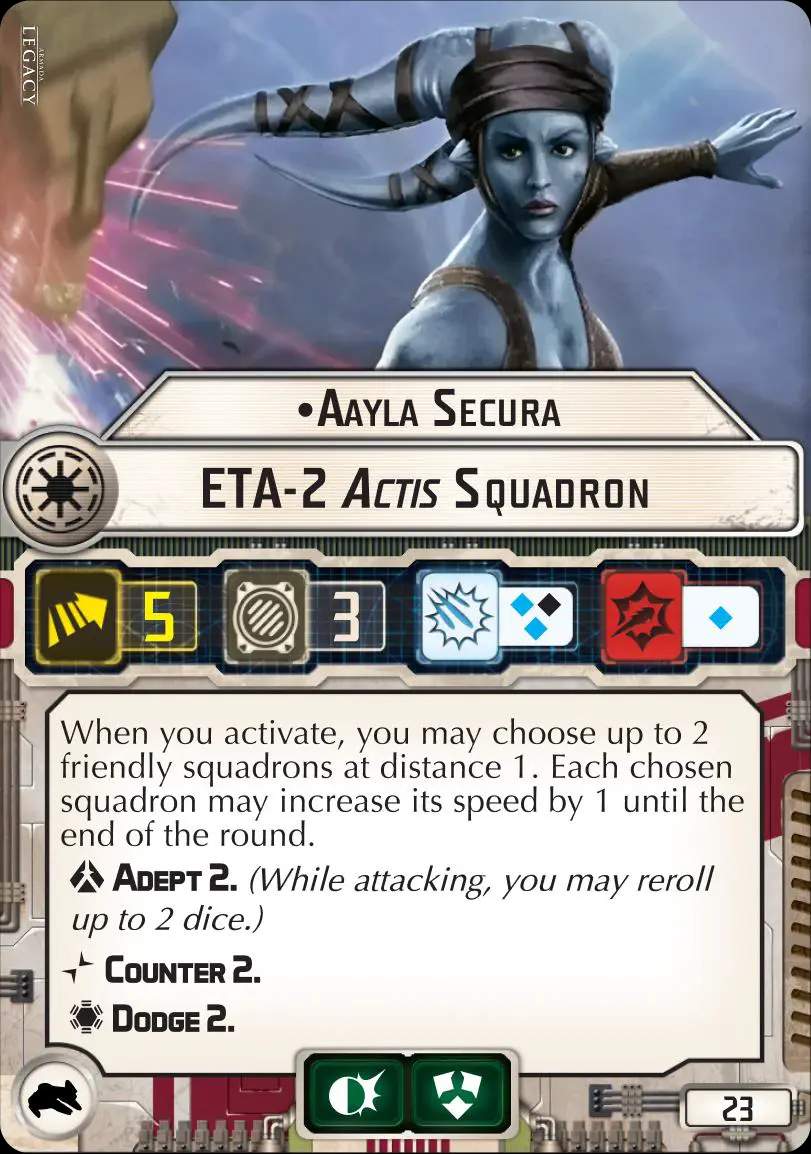 ARMADA
LEGACY
•Aayla Secura
ETA-2 Actis Squadron
5
3
When you activate, you may choose up to 2
friendly squadrons at distance 1. Each chosen
squadron may increase its speed by 1 until the
end of the round.
Adept 2. (While attacking, you may reroll
up to 2 dice.)
Counter 2.
Dodge 2.
23